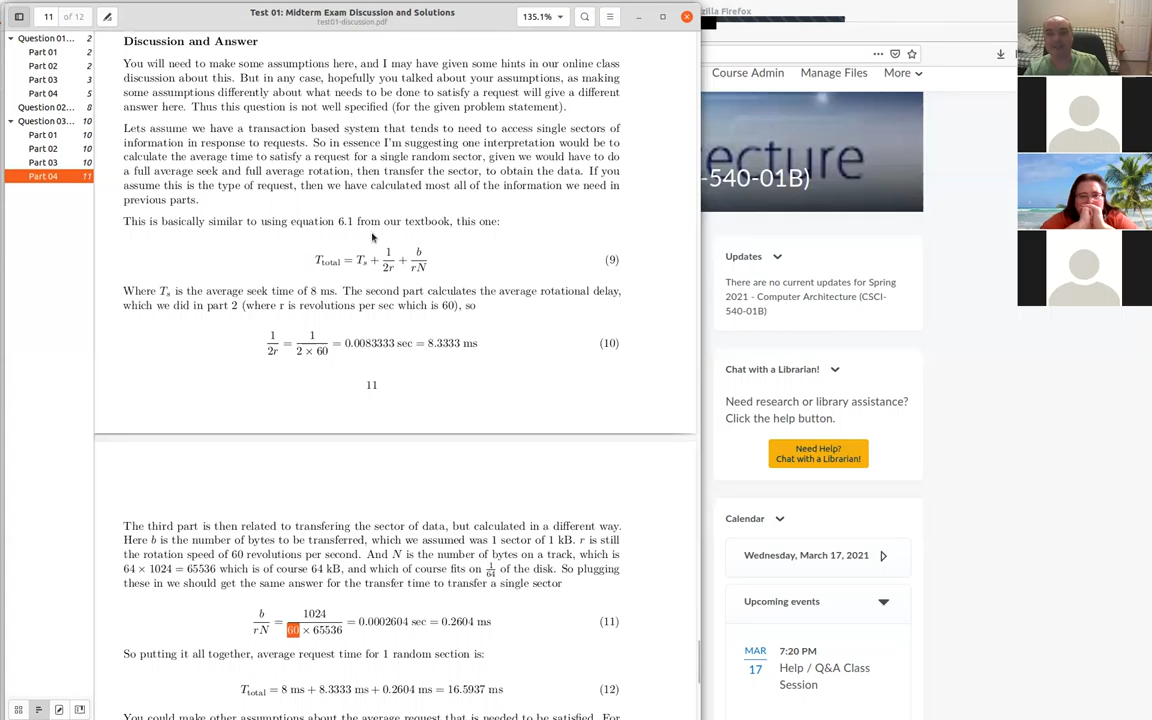 11 of 12
Test 01: Midterm Exam Discussion and Solutions
test01-discussion.pdf
135.1%
Question 01... 2
Part 01 2
Part 02 2
Part 03 3
Part 04 5
Question 02... 8
Question 03... 10
Part 01 10
Part 02 10
Part 03 10
Part 04 11
Discussion and Answer
You will need to make some assumptions here, and I may have given some hints in our online class
discussion about this. But in any case, hopefully you talked about your assumptions, as making
some assumptions differently about what needs to be done to satisfy a request will give a different
answer here. Thus this question is not well specified (for the given problem statement).
Lets assume we have a transaction based system that tends to need to access single sectors of
information in response to requests. So in essence I'm suggesting one interpretation would be to
calculate the average time to satisfy a request for a single random sector, given we would have to do
a full average seek and full average rotation, then transfer the sector, to obtain the data. If you
assume this is the type of request, then we have calculated most all of the information we need in
previous parts.
This is basically similar to using equation 6.1 from our textbook, this one:
T_total = T_s + 1/2r + b/rN (9)
Where T_s is the average seek time of 8 ms. The second part calculates the average rotational delay,
which we did in part 2 (where r is revolutions per sec which is 60), so
1/2r = 1/2 × 60 = 0.0083333 sec = 8.3333 ms (10)
11
The third part is then related to transfering the sector of data, but calculated in a different way.
Here b is the number of bytes to be transferred, which we assumed was 1 sector of 1 kB. r is still
the rotation speed of 60 revolutions per second. And N is the number of bytes on a track, which is
64 × 1024 = 65536 which is of course 64 kB, and which of course fits on 1/64 of the disk. So plugging
these in we should get the same answer for the transfer time to transfer a single sector
b/rN = 1024/60 × 65536 = 0.0002604 sec = 0.2604 ms (11)
So putting it all together, average request time for 1 random section is:
T_total = 8 ms + 8.3333 ms + 0.2604 ms = 16.5937 ms (12)
You could make other assumptions about the average request that is needed to be satisfied. For
zilla Firefox
Course Admin Manage Files More
ecture
-540-01B)
Updates
There are no current updates for Spring
2021 - Computer Architecture (CSCI-
540-01B)
Chat with a Librarian!
Need research or library assistance?
Click the help button.
Need Help?
Chat with a Librarian!
Calendar
Wednesday, March 17, 2021
Upcoming events
MAR
17
7:20 PM
Help / Q&A Class
Session